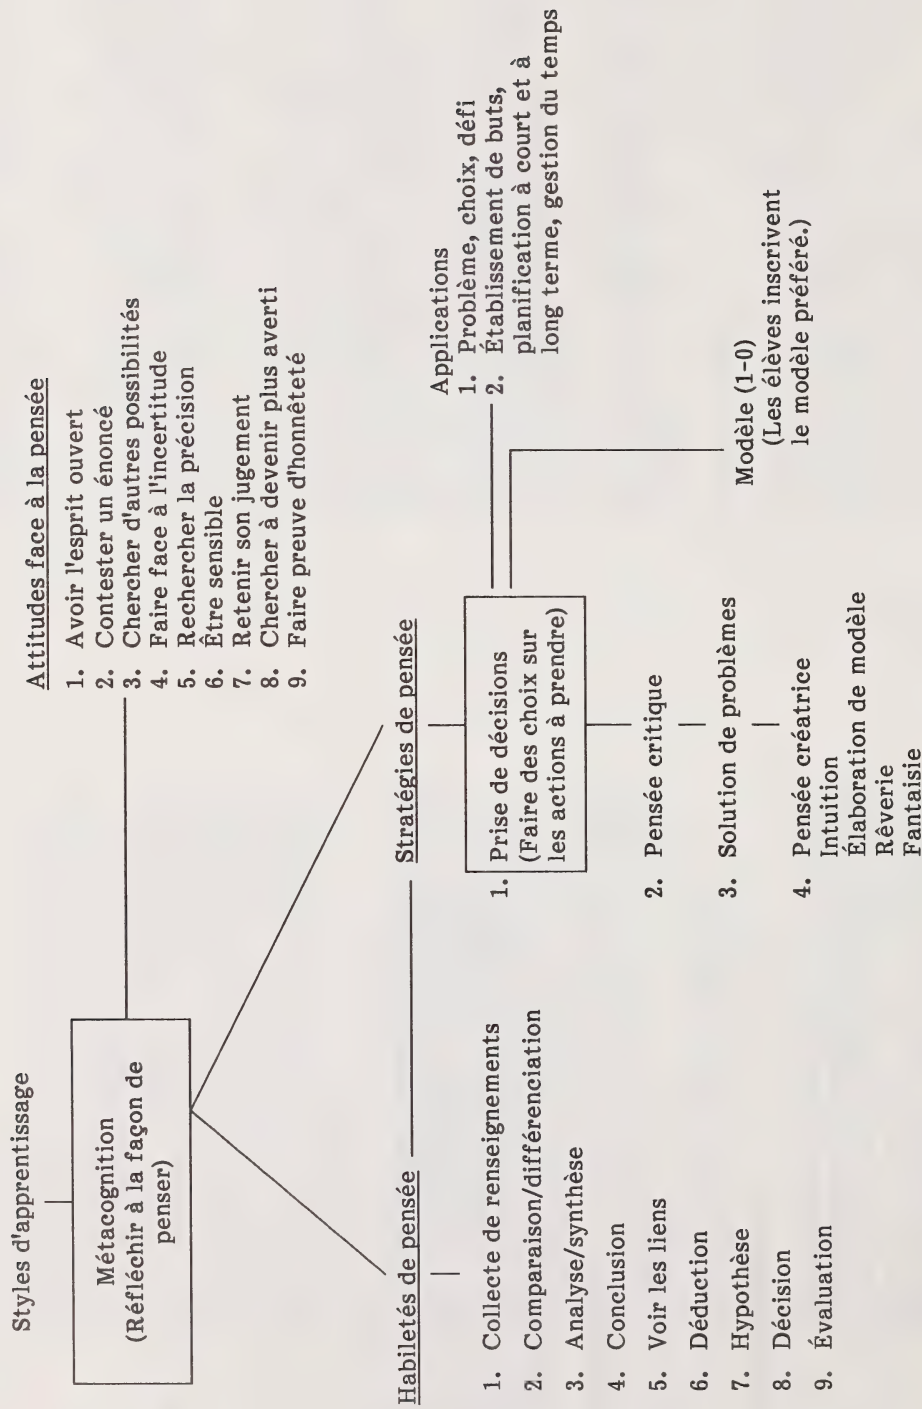 Styles d'apprentissage
Métacognition
(Réfléchir à la façon de
penser)
Attitudes face à la pensée
1. Avoir l'esprit ouvert
2. Contester un énoncé
3. Chercher d'autres possibilités
4. Faire face à l'incertitude
5. Rechercher la précision
6. Être sensible
7. Retenir son jugement
8. Chercher à devenir plus averti
9. Faire preuve d'honnêteté
Habiletés de pensée
1. Collecte de renseignements
2. Comparaison/différenciation
3. Analyse/synthèse
4. Conclusion
5. Voir les liens
6. Déduction
7. Hypothèse
8. Décision
9. Évaluation
Stratégies de pensée
1. Prise de décisions
(Faire des choix sur
les actions à prendre)
2. Pensée critique
3. Solution de problèmes
4. Pensée créatrice
Intuition
Élaboration de modèle
Rêverie
Fantaisie
Applications
1. Problème, choix, défi
2. Établissement de buts,
planification à court et à
long terme, gestion du temps
Modèle (1-0)
(Les élèves inscrivent
le modèle préféré.)